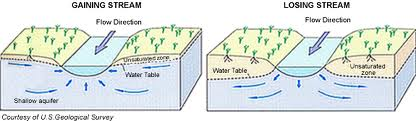 GAINING STREAM
Flow Direction
Unsaturated zone
Water Table
Shallow aquifer
LOSING STREAM
Flow Direction
Water Table
Unsaturated
zone
Courtesy of U.S.Geological Survey